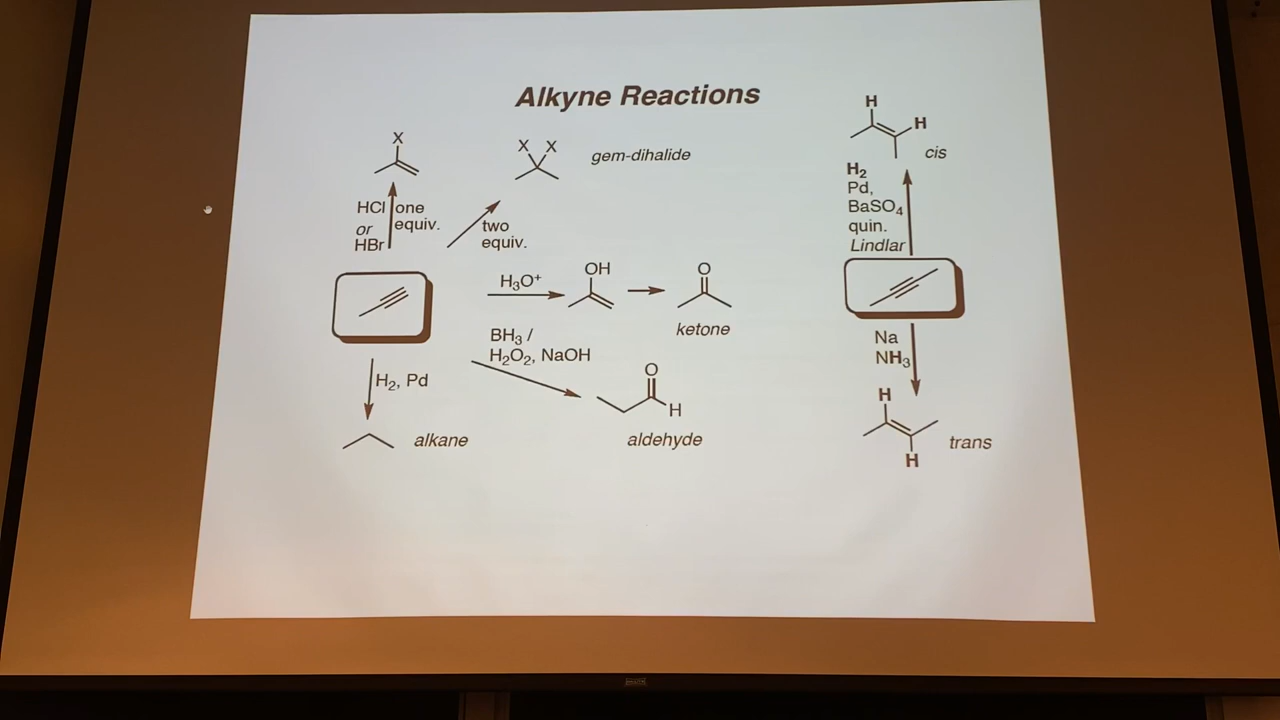 Alkyne Reactions
X
X X
gem-dihalide
HCl
or
HBr
one
equiv.
two
equiv.
H₃O⁺
OH
O
ketone
BH₃ /
H₂O₂, NaOH
O
H
aldehyde
H₂, Pd
alkane
H
H
cis
H₂
Pd,
BaSO₄
quin.
Lindlar
Na
NH₃
H
H
trans